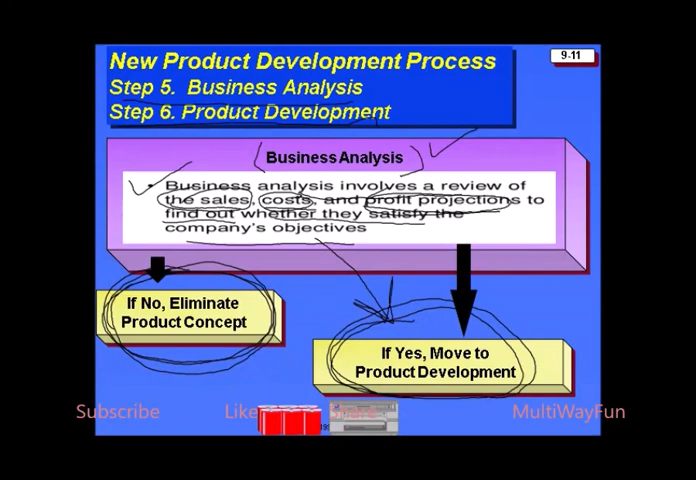 New Product Development Process
9-11
Step 5. Business Analysis
Step 6. Product Development
Business Analysis
• Business analysis involves a review of
the sales, costs, and profit projections to
find out whether they satisfy the
company's objectives
If No, Eliminate
Product Concept
If Yes, Move to
Product Development
Subscribe Like Share MultiWayFun